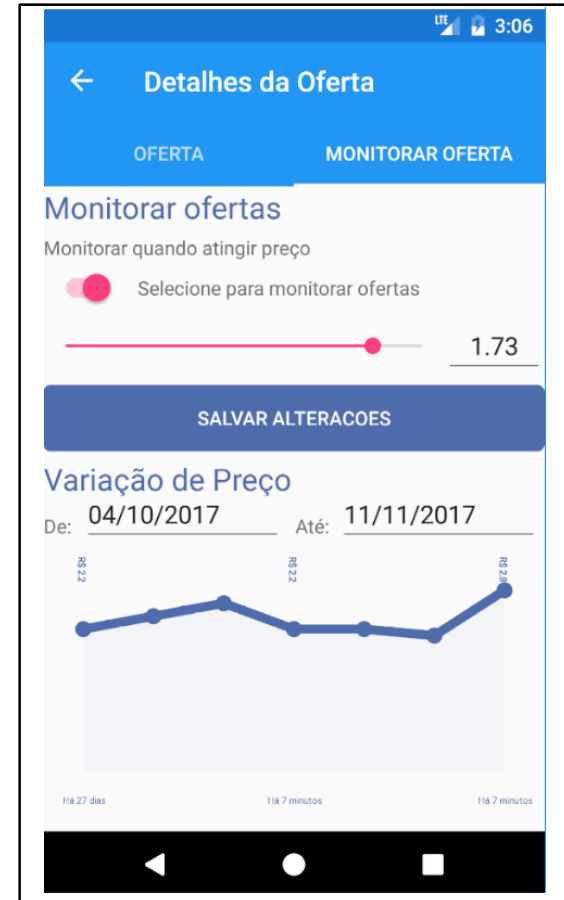 LTE 3:06
Detalhes da Oferta
OFERTA MONITORAR OFERTA
Monitorar ofertas
Monitorar quando atingir preço
Selecione para monitorar ofertas
1.73
SALVAR ALTERACOES
Variação de Preço
De: 04/10/2017 Até: 11/11/2017
R$ 2.2 R$ 2.2 R$ 2.8
Há 27 dias Há 7 minutos Há 7 minutos